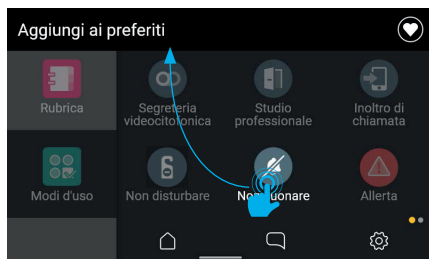 Aggiungi ai preferiti
Rubrica
Segreteria
videocitofonica
Studio
professionale
Inoltro di
chiamata
Modi d'uso
Non disturbare
Non suonare
Allerta